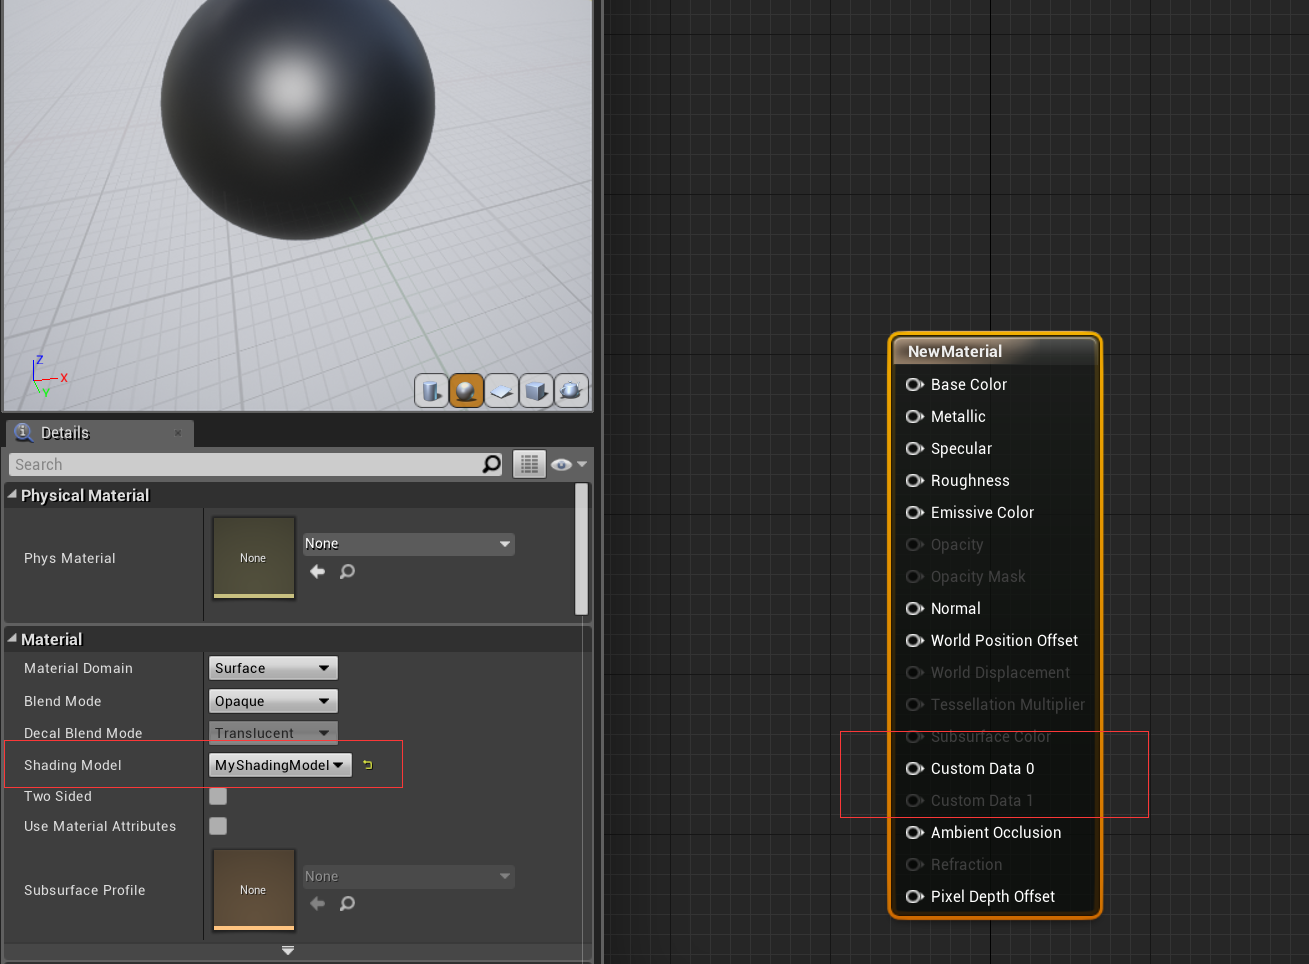 Z
X
Y
Details
Search
Physical Material
Phys Material
None
None
Material
Material Domain
Surface
Blend Mode
Opaque
Decal Blend Mode
Translucent
Shading Model
MyShadingModel
Two Sided
Use Material Attributes
Subsurface Profile
None
None
NewMaterial
Base Color
Metallic
Specular
Roughness
Emissive Color
Opacity
Opacity Mask
Normal
World Position Offset
World Displacement
Tessellation Multiplier
Subsurface Color
Custom Data 0
Custom Data 1
Ambient Occlusion
Refraction
Pixel Depth Offset